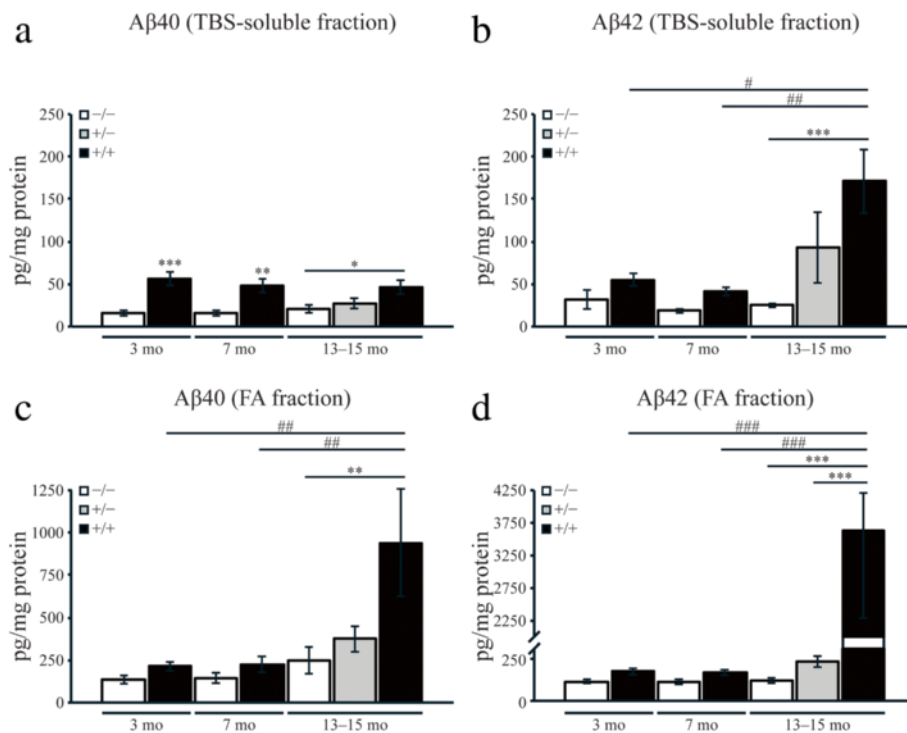 a
Aβ40 (TBS-soluble fraction)
pg/mg protein
250
200
150
100
50
0
−/−
+/−
+/+
***
**
*
3 mo
7 mo
13–15 mo
b
Aβ42 (TBS-soluble fraction)
#
##
***
pg/mg protein
250
200
150
100
50
0
−/−
+/−
+/+
3 mo
7 mo
13–15 mo
c
Aβ40 (FA fraction)
##
##
**
pg/mg protein
1250
1000
750
500
250
0
−/−
+/−
+/+
3 mo
7 mo
13–15 mo
d
Aβ42 (FA fraction)
###
###
***
***
pg/mg protein
4250
3750
3250
2750
2250
250
0
−/−
+/−
+/+
3 mo
7 mo
13–15 mo